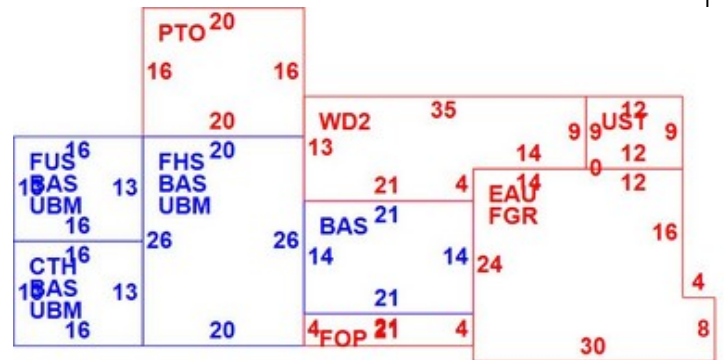 PTO 20
16 16
20
35 12
WD2 9 9 UST 9
13 14 12
0
21 4 14 12
FUS 16 FHS 20
BAS 13 BAS
UBM UBM
16
EAU
FGR
BAS 21
16
26 26 14 14 24
CTH 16
BAS 13
UBM
16 20
21
4 FOP 21 4
4
8
30